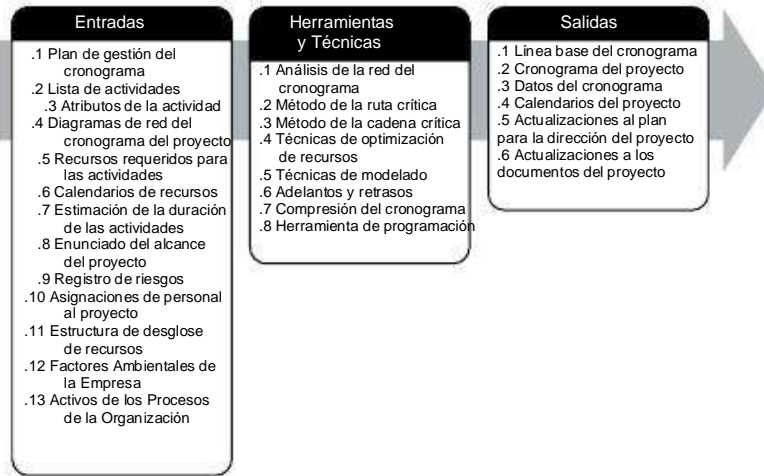 Entradas
.1 Plan de gestión del
cronograma
.2 Lista de actividades
.3 Atributos de la actividad
.4 Diagramas de red del
cronograma del proyecto
.5 Recursos requeridos para
las actividades
.6 Calendarios de recursos
.7 Estimación de la duración
de las actividades
.8 Enunciado del alcance
del proyecto
.9 Registro de riesgos
.10 Asignaciones de personal
al proyecto
.11 Estructura de desglose
de recursos
.12 Factores Ambientales de
la Empresa
.13 Activos de los Procesos
de la Organización
Herramientas
y Técnicas
.1 Análisis de la red del
cronograma
.2 Método de la ruta crítica
.3 Método de la cadena crítica
.4 Técnicas de optimización
de recursos
.5 Técnicas de modelado
.6 Adelantos y retrasos
.7 Compresión del cronograma
.8 Herramienta de programación
Salidas
.1 Línea base del cronograma
.2 Cronograma del proyecto
.3 Datos del cronograma
.4 Calendarios del proyecto
.5 Actualizaciones al plan
para la dirección del proyecto
.6 Actualizaciones a los
documentos del proyecto